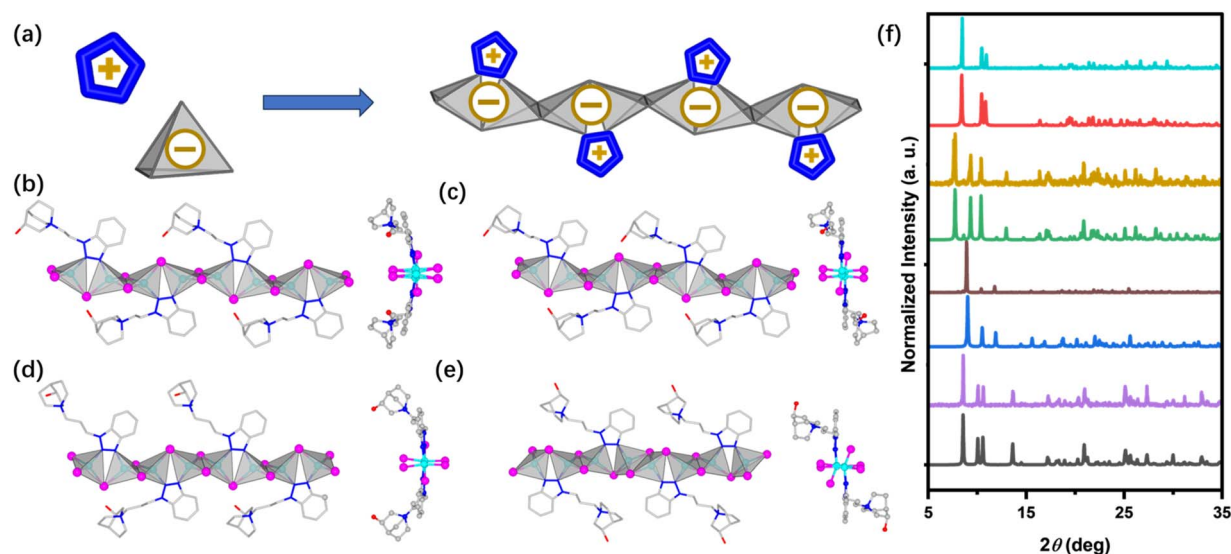 (a)
+
−
+
+
−
−
−
−
+
+
(b)
(c)
(d)
(e)
(f)
Normalized Intensity (a. u.)
5
15
25
35
2θ (deg)